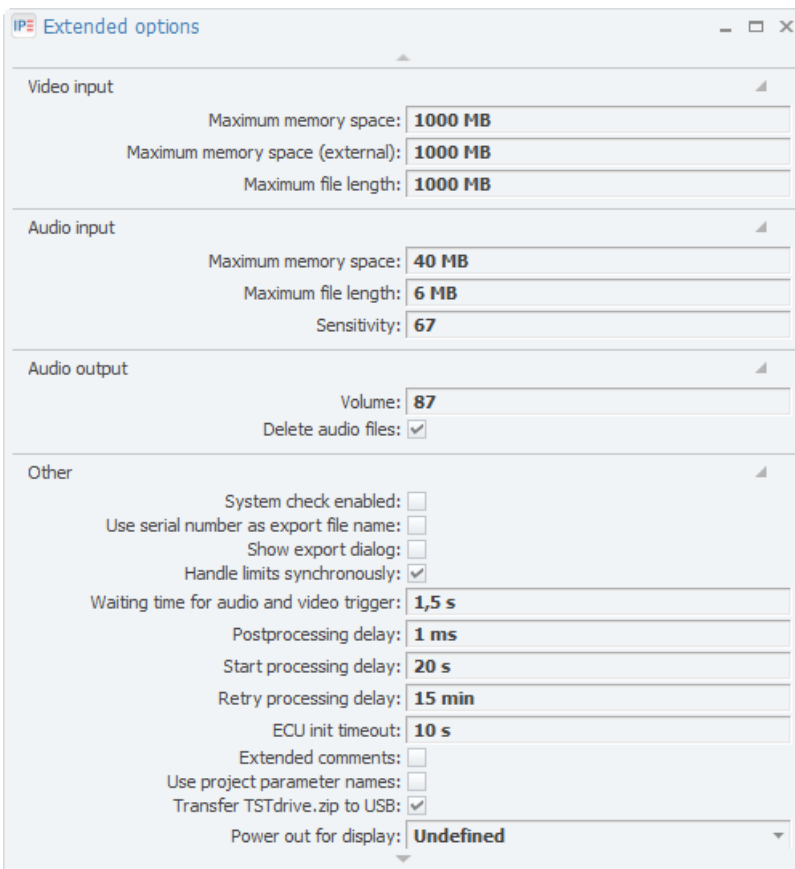 IPE Extended options
Video input
Maximum memory space: 1000 MB
Maximum memory space (external): 1000 MB
Maximum file length: 1000 MB
Audio input
Maximum memory space: 40 MB
Maximum file length: 6 MB
Sensitivity: 67
Audio output
Volume: 87
Delete audio files:
Other
System check enabled:
Use serial number as export file name:
Show export dialog:
Handle limits synchronously:
Waiting time for audio and video trigger: 1,5 s
Postprocessing delay: 1 ms
Start processing delay: 20 s
Retry processing delay: 15 min
ECU init timeout: 10 s
Extended comments:
Use project parameter names:
Transfer TSTdrive.zip to USB:
Power out for display: Undefined